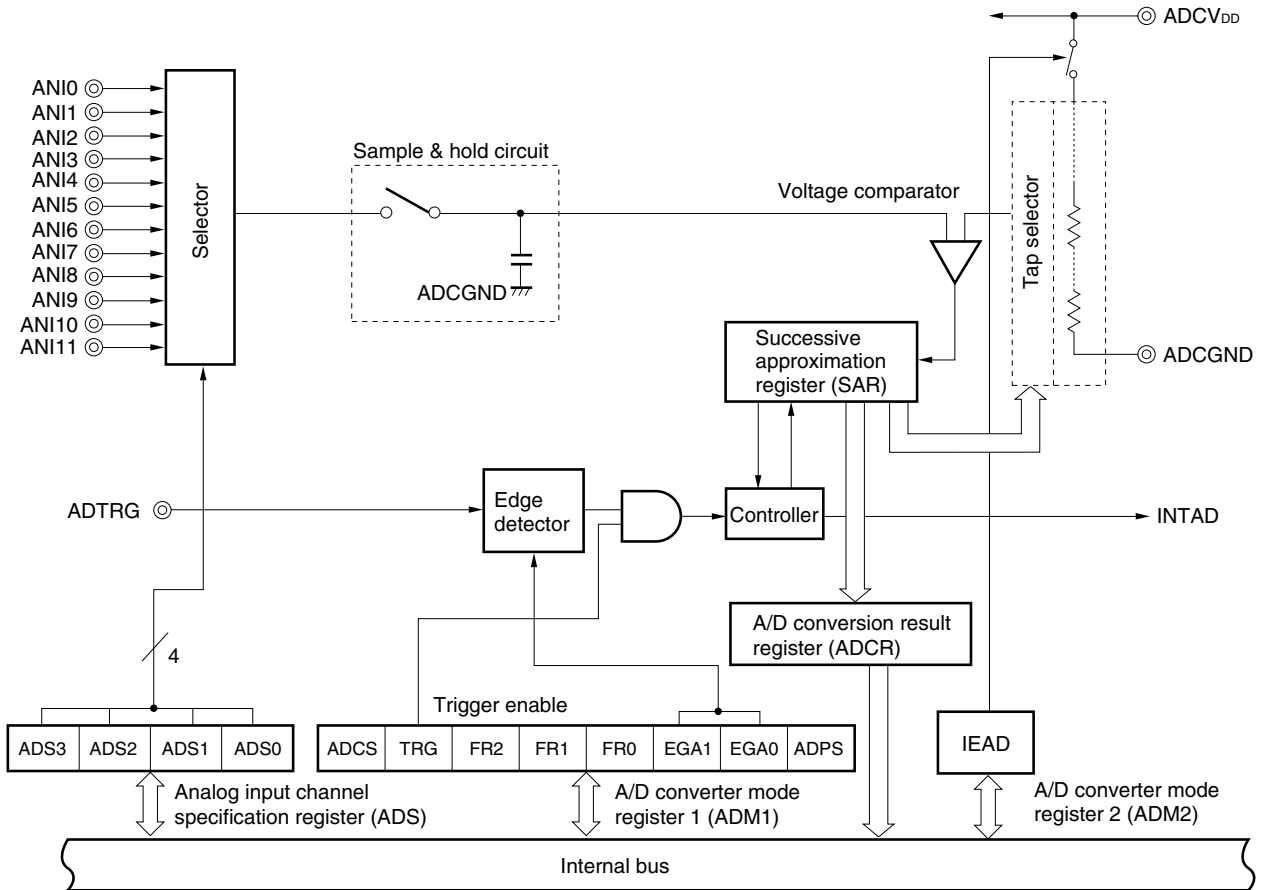 ADCVDD
ANI0
ANI1
ANI2
ANI3
ANI4
ANI5
ANI6
ANI7
ANI8
ANI9
ANI10
ANI11
Selector
Sample & hold circuit
ADCGND
Voltage comparator
Tap selector
ADCGND
Successive
approximation
register (SAR)
ADTRG
Edge
detector
Controller
INTAD
A/D conversion result
register (ADCR)
4
Trigger enable
ADS3 ADS2 ADS1 ADS0
ADCS TRG FR2 FR1 FR0 EGA1 EGA0 ADPS
IEAD
Analog input channel
specification register (ADS)
A/D converter mode
register 1 (ADM1)
A/D converter mode
register 2 (ADM2)
Internal bus